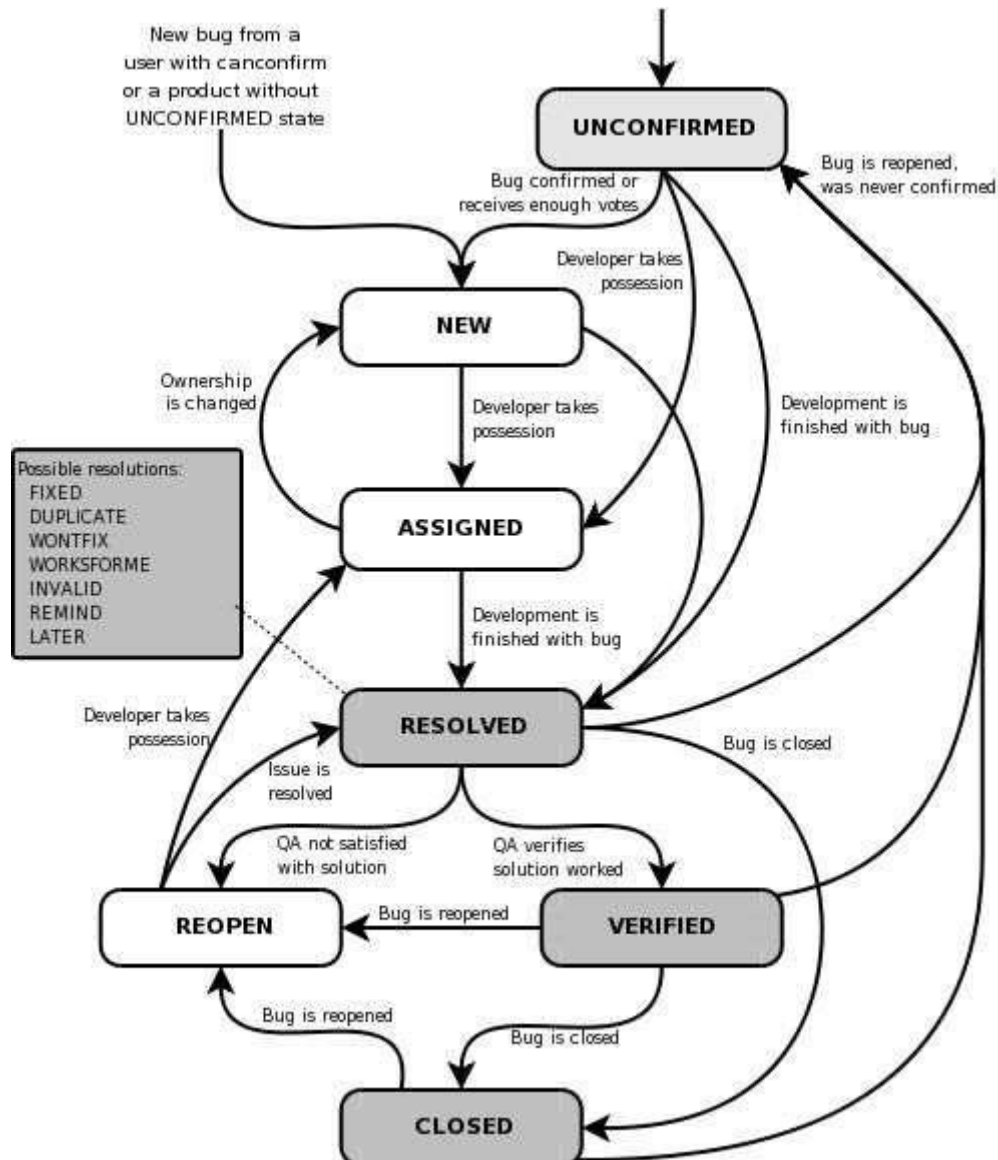 New bug from a
user with canconfirm
or a product without
UNCONFIRMED state
UNCONFIRMED
Bug is reopened,
was never confirmed
Bug confirmed or
receives enough votes
Developer takes
possession
NEW
Ownership
is changed
Developer takes
possession
Development is
finished with bug
Possible resolutions:
FIXED
DUPLICATE
WONTFIX
WORKSFORME
INVALID
REMIND
LATER
ASSIGNED
Development is
finished with bug
Developer takes
possession
RESOLVED
Bug is closed
Issue is
resolved
QA not satisfied
with solution
QA verifies
solution worked
REOPEN
Bug is reopened
VERIFIED
Bug is reopened
Bug is closed
CLOSED